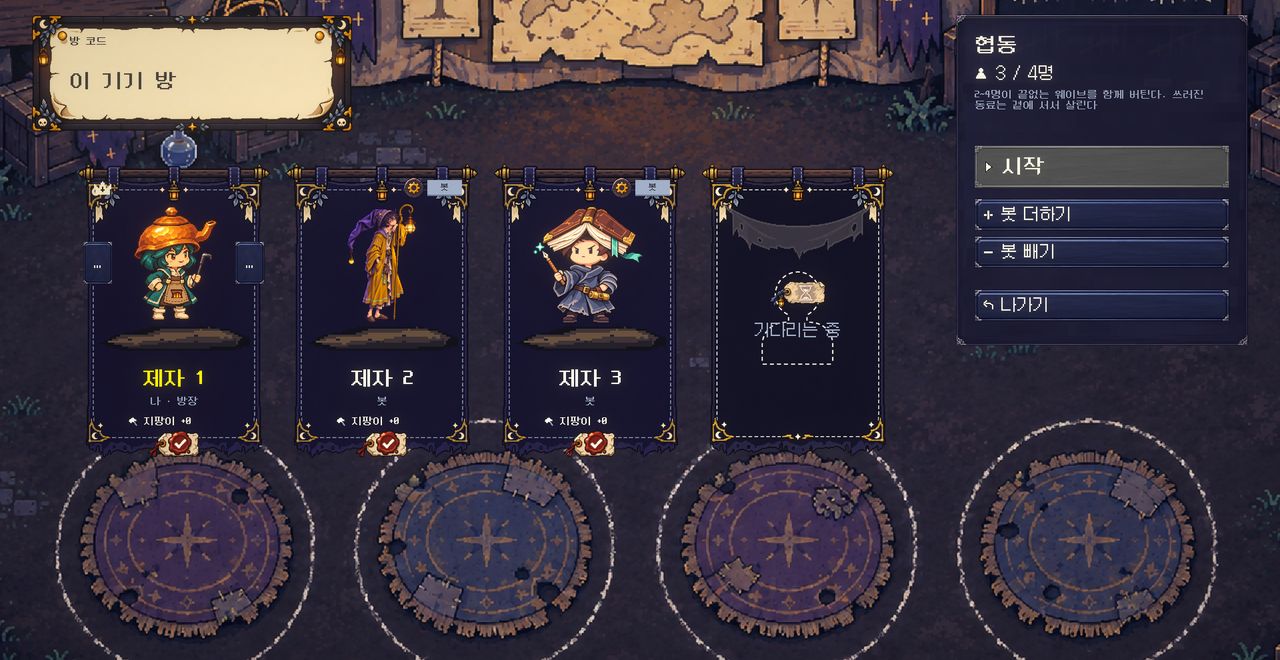 방 코드
이 기기 방
협동
3 / 4명
2-4명이 끝없는 웨이브를 함께 버틴다. 쓰러진
동료는 곁에 서서 살린다
시작
+ 봇 더하기
− 봇 빼기
나가기
봇
봇
...
...
기다리는 중
제자 1
나 · 방장
지팡이 +0
제자 2
봇
지팡이 +0
제자 3
봇
지팡이 +0